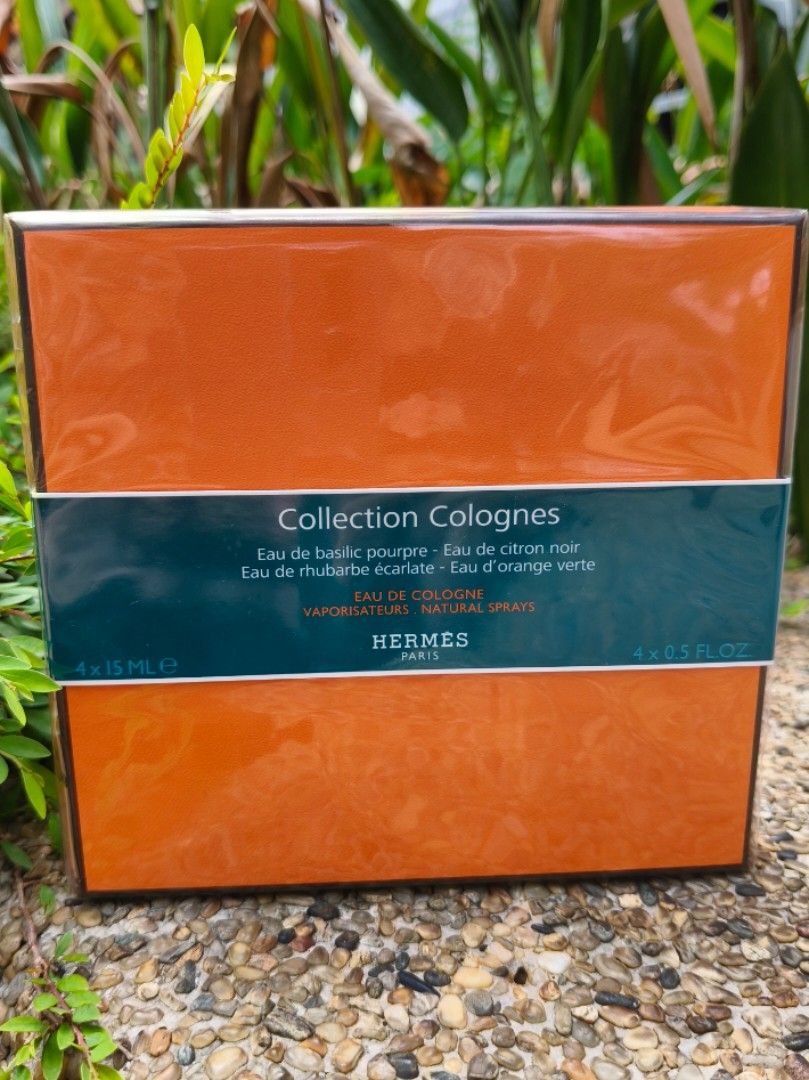 Collection Colognes
Eau de basilic pourpre - Eau de citron noir
Eau de rhubarbe écarlate - Eau d'orange verte
EAU DE COLOGNE
VAPORISATEURS . NATURAL SPRAYS
HERMÈS
PARIS
4 x 15 ML ℮
4 x 0.5 FL.OZ.